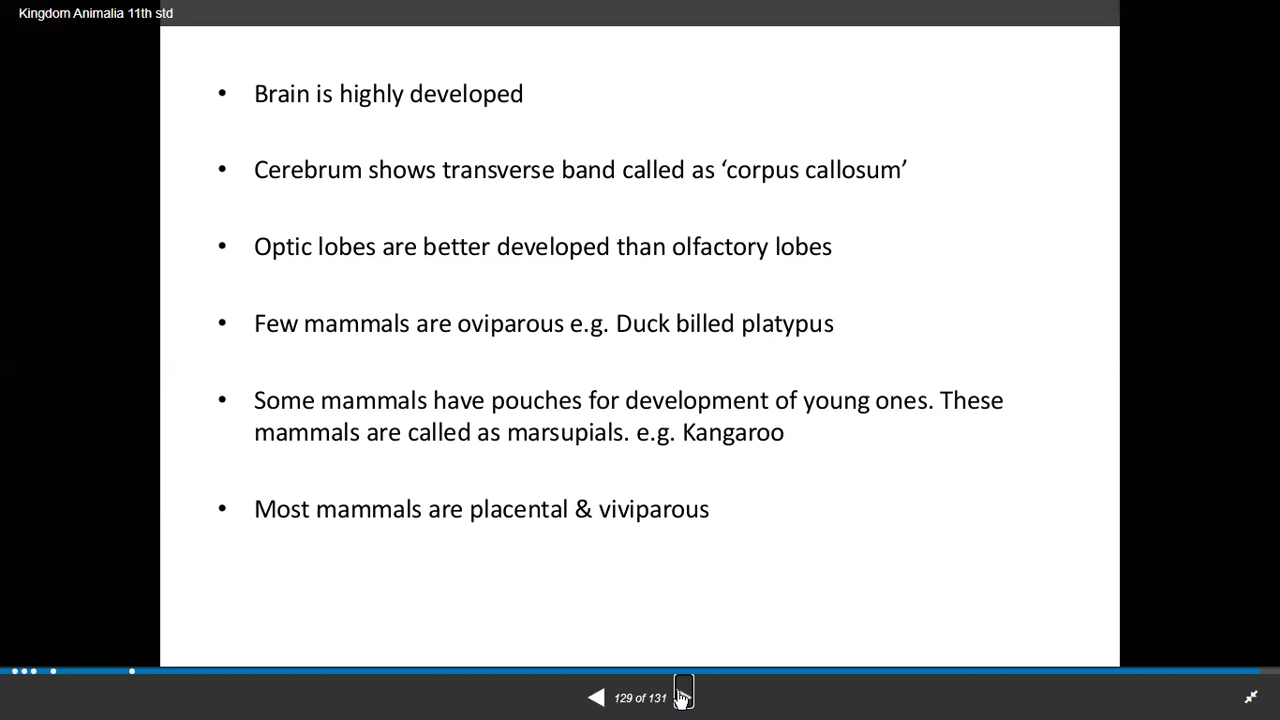 Kingdom Animalia 11th std
• Brain is highly developed
• Cerebrum shows transverse band called as ‘corpus callosum’
• Optic lobes are better developed than olfactory lobes
• Few mammals are oviparous e.g. Duck billed platypus
• Some mammals have pouches for development of young ones. These
mammals are called as marsupials. e.g. Kangaroo
• Most mammals are placental & viviparous
129 of 131